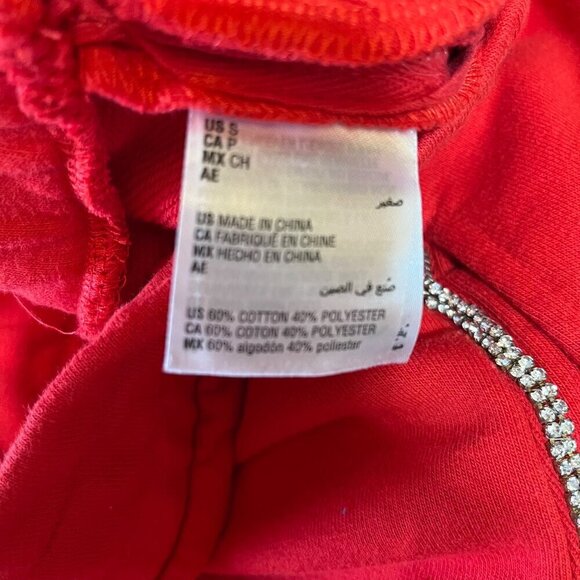 US S
CA P
MX CH
AE
صغير
US MADE IN CHINA
CA FABRIQUÉ EN CHINE
MX HECHO EN CHINA
AE
صنع في الصين
US 60% COTTON 40% POLYESTER
CA 60% COTON 40% POLYESTER
MX 60% algodón 40% poliester